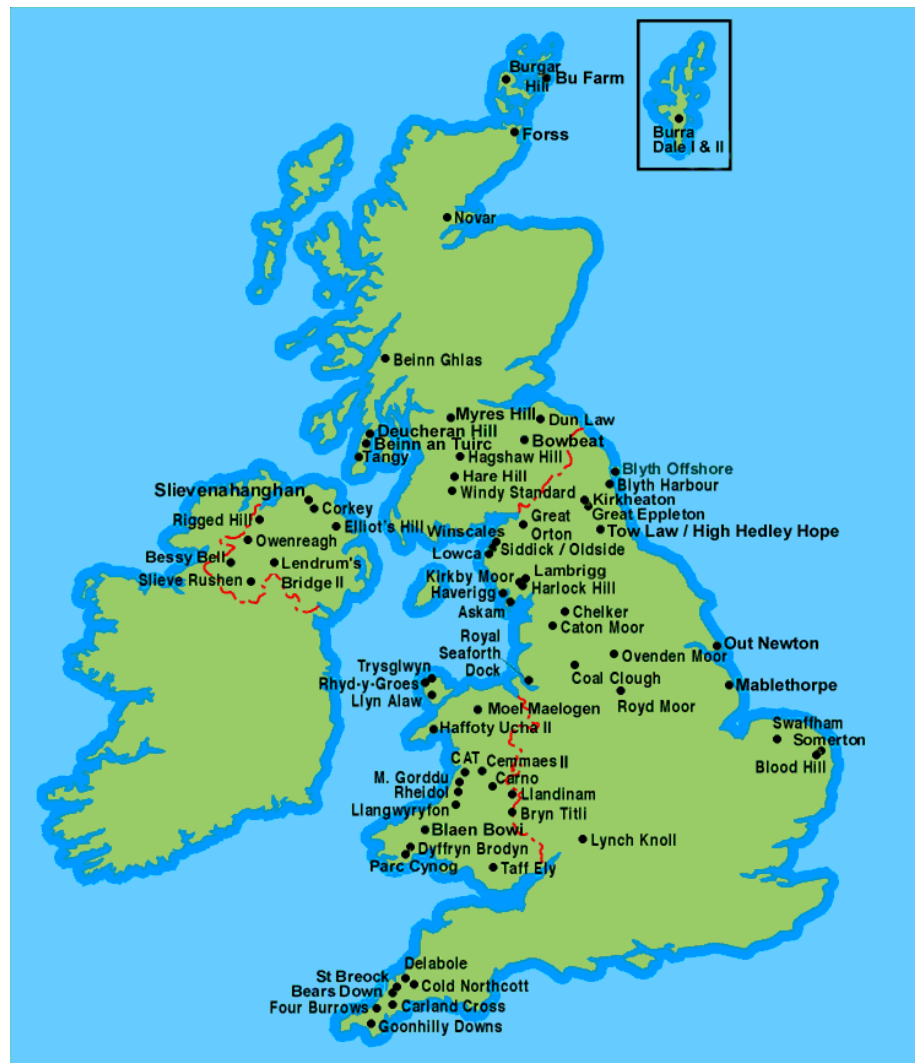 Burgar
Hill
Bu Farm
Burra
Dale I & II
Forss
Novar
Beinn Ghlas
Myres Hill
Dun Law
Deucheran Hill
Bowbeat
Beinn an Tuirc
Tangy
Hagshaw Hill
Blyth Offshore
Hare Hill
Blyth Harbour
Windy Standard
Slievenahanghan
Kirkheaton
Corkey
Great Eppleton
Rigged Hill
Elliot's Hill
Great
Orton
Tow Law / High Hedley Hope
Winscales
Owenreagh
Siddick / Oldside
Lowca
Bessy Bell
Lendrum's
Bridge II
Slieve Rushen
Kirkby Moor
Lambrigg
Haverigg
Harlock Hill
Askam
Chelker
Caton Moor
Royal
Seaforth
Dock
Out Newton
Ovenden Moor
Trysglwyn
Coal Clough
Rhyd-y-Groes
Mablethorpe
Llyn Alaw
Royd Moor
Moel Maelogen
Swaffham
Haffoty Ucha II
Somerton
Blood Hill
CAT
Cemmaes II
M. Gorddu
Carno
Rheidol
Llandinam
Llangwyryfon
Bryn Titli
Blaen Bowi
Lynch Knoll
Dyffryn Brodyn
Parc Cynog
Taff Ely
Delabole
St Breock
Cold Northcott
Bears Down
Four Burrows
Carland Cross
Goonhilly Downs